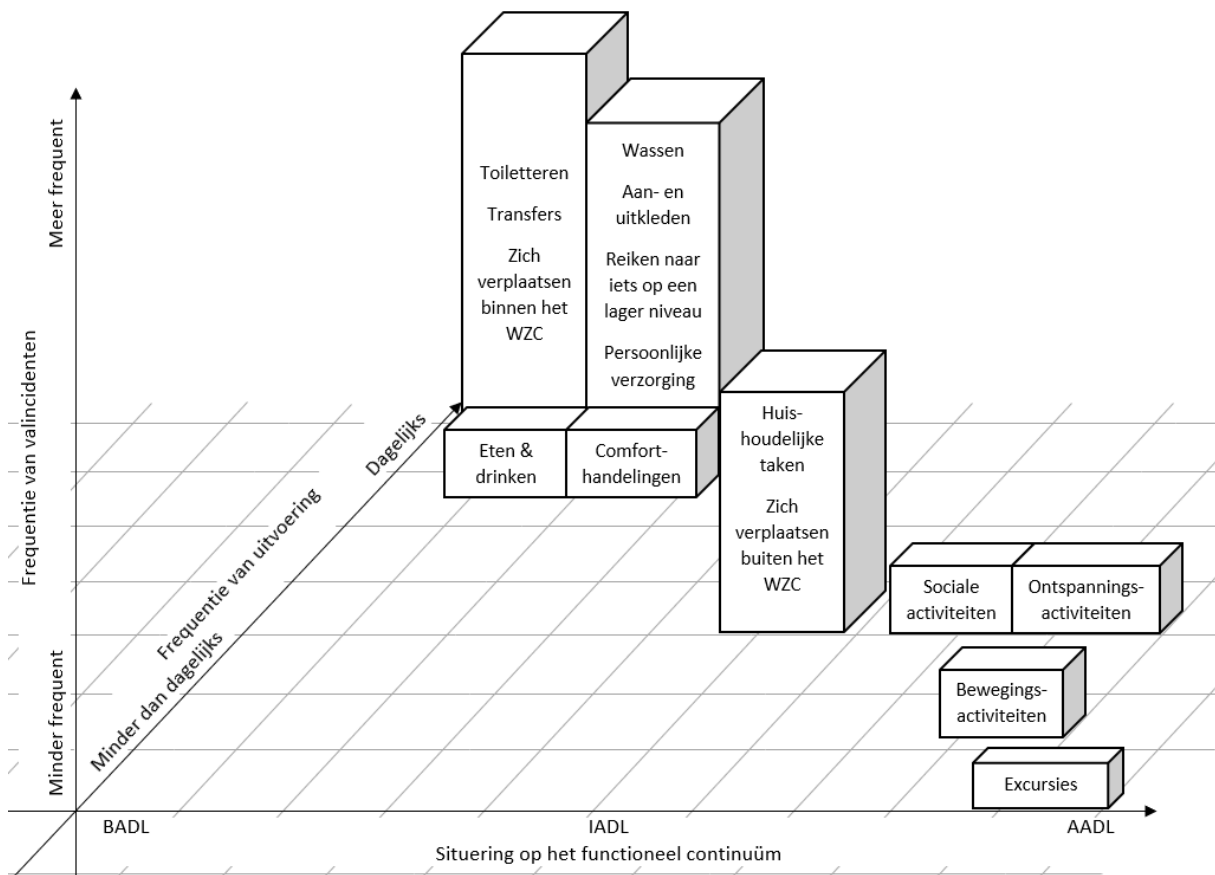 Meer frequent
Frequentie van valincidenten
Minder frequent
Dagelijks
Frequentie van uitvoering
Minder dan dagelijks
Toiletteren
Transfers
Zich
verplaatsen
binnen het
WZC
Wassen
Aan- en
uitkleden
Reiken naar
iets op een
lager niveau
Persoonlijke
verzorging
Eten &
drinken
Comfort-
handelingen
Huis-
houdelijke
taken
Zich
verplaatsen
buiten het
WZC
Sociale
activiteiten
Ontspannings-
activiteiten
Bewegings-
activiteiten
Excursies
BADL
IADL
AADL
Situering op het functioneel continuüm